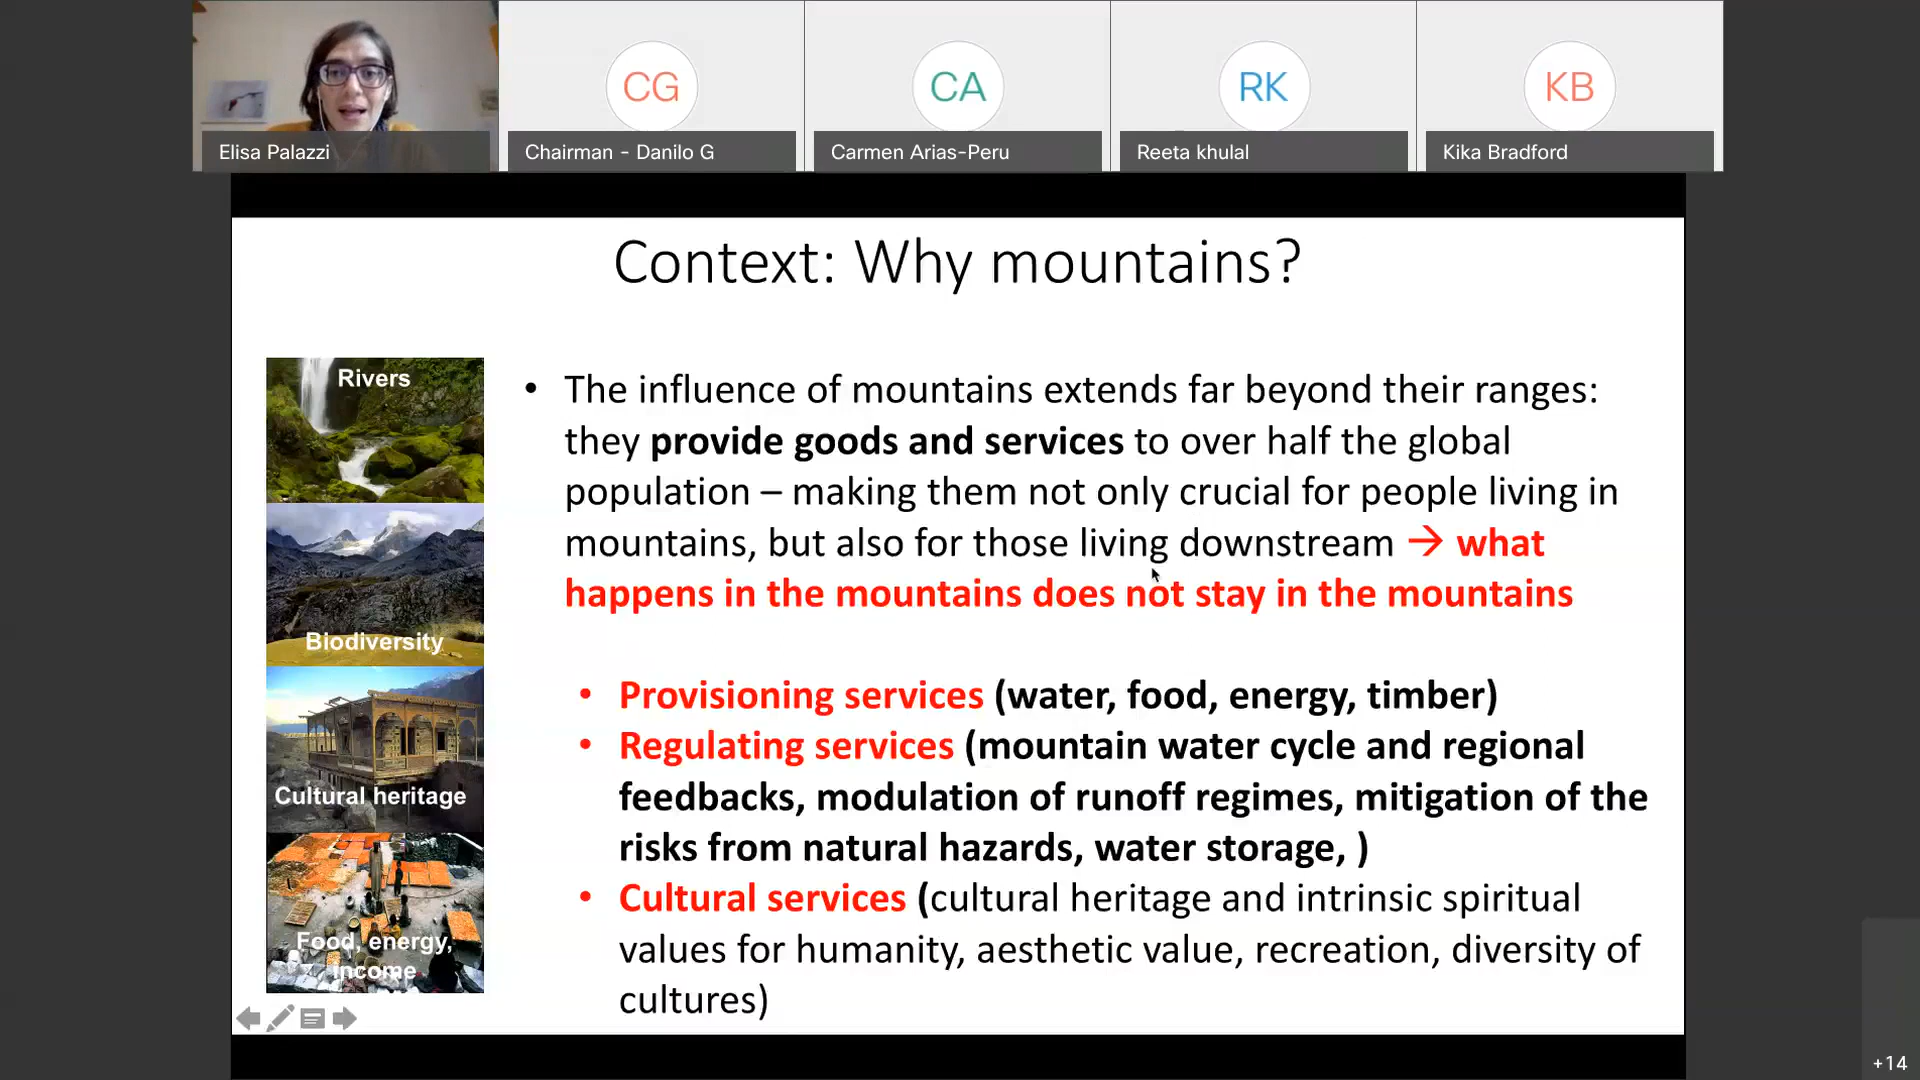 CG
CA
RK
KB
Elisa Palazzi
Chairman - Danilo G
Carmen Arias-Peru
Reeta khulal
Kika Bradford
Context: Why mountains?
Rivers
Biodiversity
Cultural heritage
Food, energy,
income
• The influence of mountains extends far beyond their ranges:
they provide goods and services to over half the global
population – making them not only crucial for people living in
mountains, but also for those living downstream → what
happens in the mountains does not stay in the mountains
• Provisioning services (water, food, energy, timber)
• Regulating services (mountain water cycle and regional
feedbacks, modulation of runoff regimes, mitigation of the
risks from natural hazards, water storage, )
• Cultural services (cultural heritage and intrinsic spiritual
values for humanity, aesthetic value, recreation, diversity of
cultures)
+14